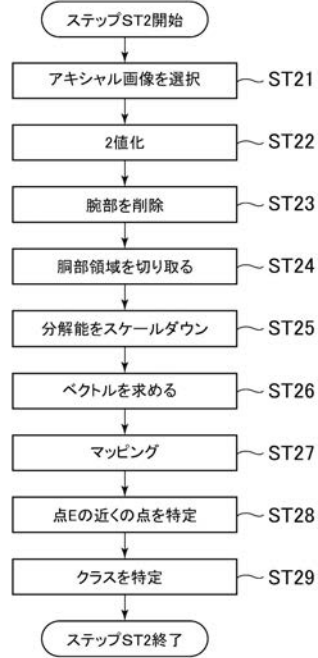 ステップST2開始
アキシャル画像を選択 ST21
2値化 ST22
腕部を削除 ST23
胴部領域を切り取る ST24
分解能をスケールダウン ST25
ベクトルを求める ST26
マッピング ST27
点Eの近くの点を特定 ST28
クラスを特定 ST29
ステップST2終了